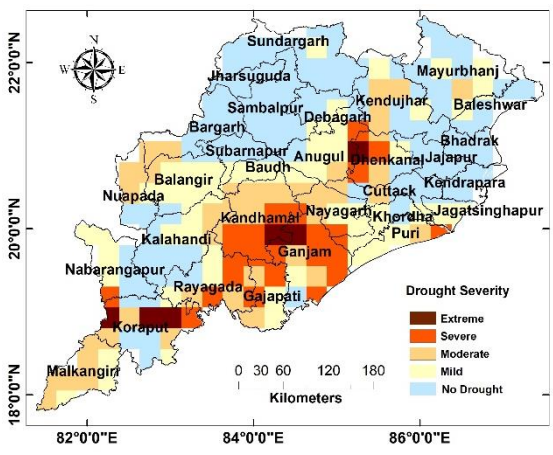 22°0'0"N
20°0'0"N
18°0'0"N
N
W E
S
Sundargarh
Jharsuguda
Mayurbhanj
Sambalpur
Kendujhar
Baleshwar
Debagarh
Bargarh
Bhadrak
Subarnapur
Anugul
Dhenkanal
Jajapur
Baudh
Balangir
Kendrapara
Nuapada
Cuttack
Kandhamal
Nayagarh
Khordha
Jagatsinghapur
Puri
Kalahandi
Ganjam
Nabarangapur
Rayagada
Gajapati
Koraput
Malkangiri
Drought Severity
Extreme
Severe
Moderate
Mild
No Drought
0 30 60 120 180
Kilometers
82°0'0"E 84°0'0"E 86°0'0"E